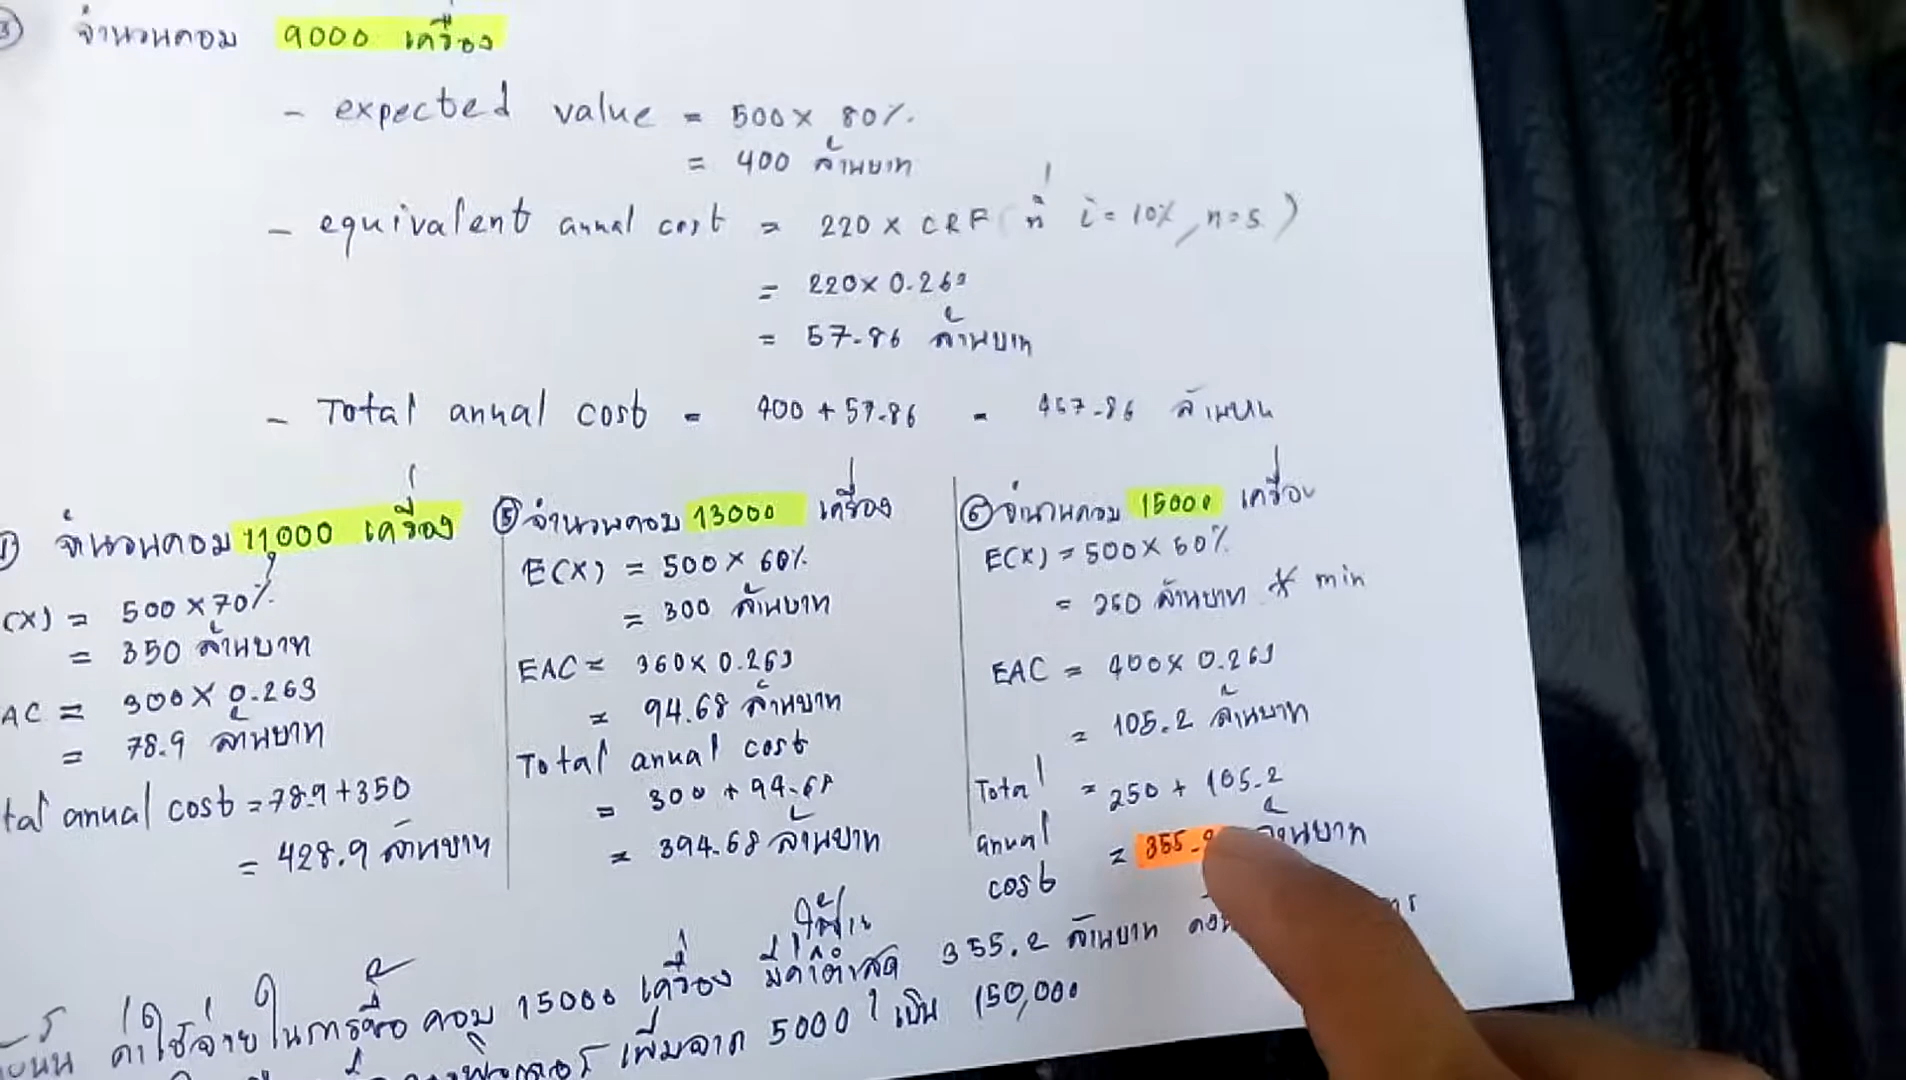 ③ จำนวนคอม 9000 เครื่อง
- expected value = 500 x 80%
= 400 ล้านบาท
- equivalent annal cost = 220 x CRF (ที่ i = 10%, n=5)
= 220 x 0.263
= 57.86 ล้านบาท
- Total anual cost = 400 + 57.86 = 457.86 ล้านบาท
จำนวนคอม 11,000 เครื่อง
(X) = 500 x 70%
= 350 ล้านบาท
AC = 300 x 0.263
= 78.9 ล้านบาท
tal anual cost = 78.9 + 350
= 428.9 ล้านบาท
⑤ จำนวนคอม 13000 เครื่อง
E(X) = 500 x 60%
= 300 ล้านบาท
EAC = 360 x 0.263
= 94.68 ล้านบาท
Total anual cost
= 300 + 94.68
= 394.68 ล้านบาท
⑥ จำนวนคอม 15000 เครื่อง
E(X) = 500 x 50%
= 250 ล้านบาท * min
EAC = 400 x 0.263
= 105.2 ล้านบาท
Total anual cost = 250 + 105.2
= 355. ล้านบาท
ค่าใช้จ่ายในการซื้อ คอม 15000 เครื่อง มีค่าต่ำสุด 355.2 ล้านบาท
เพิ่มจาก 5000 เป็น 150,000